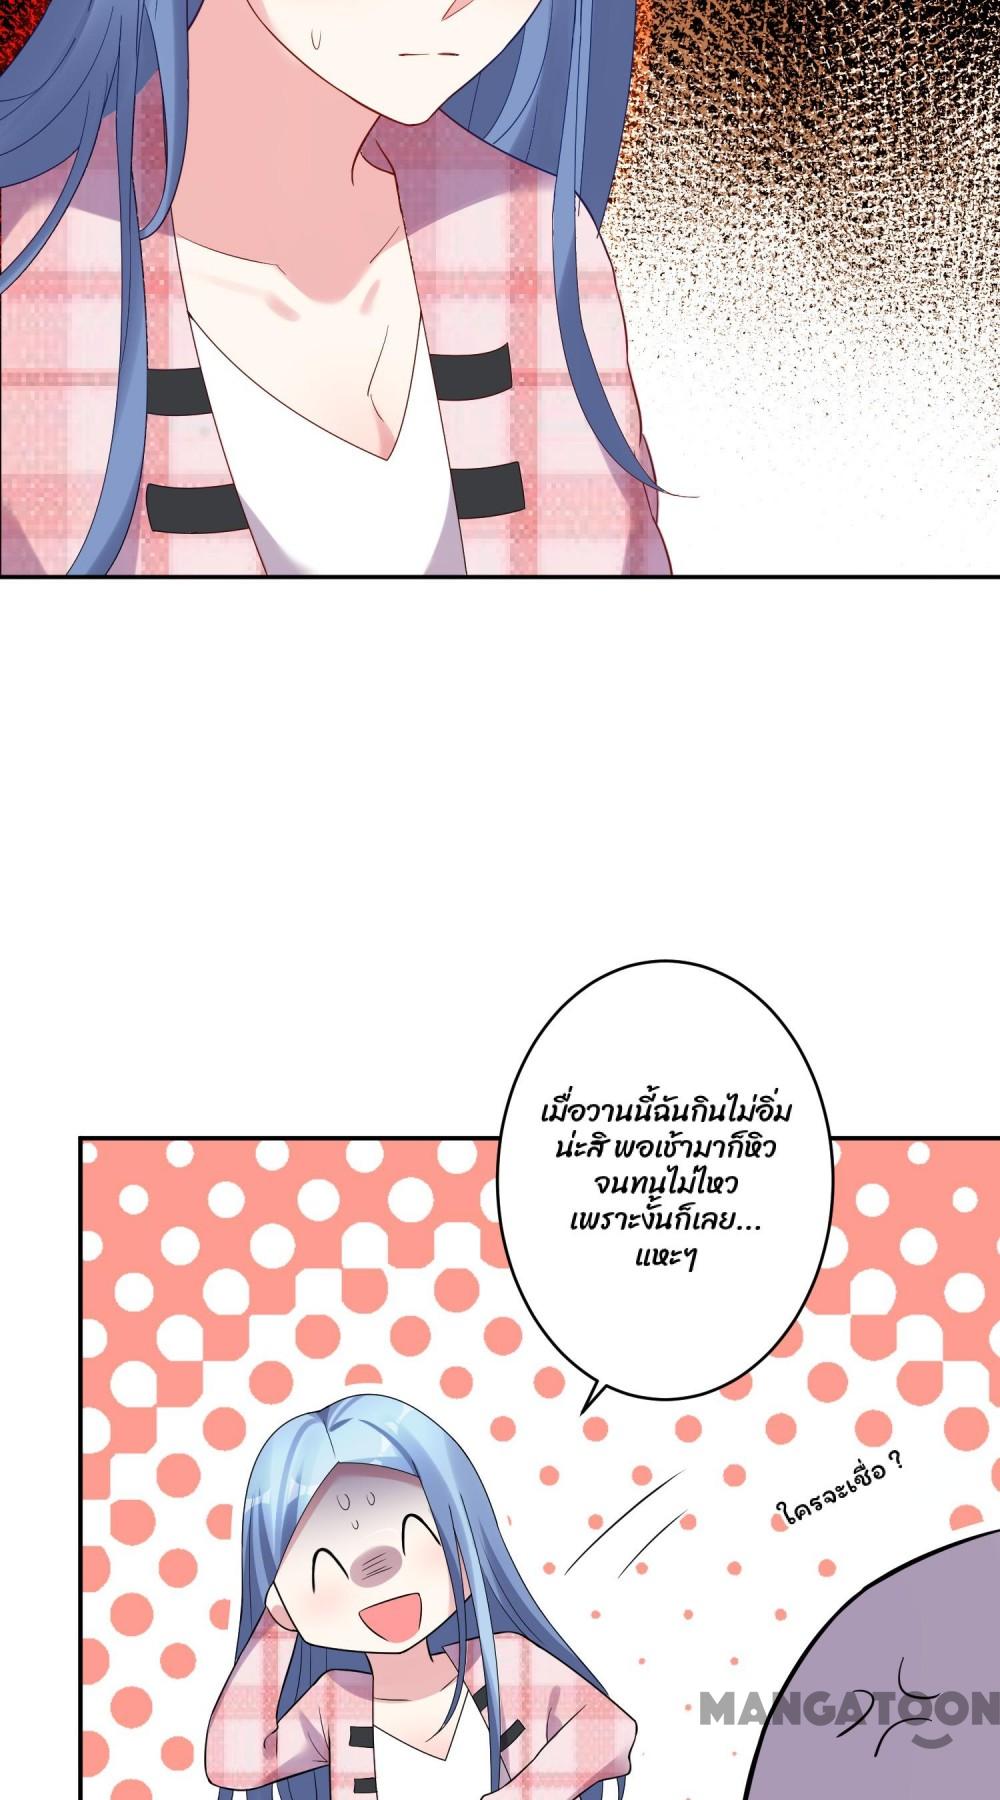 เมื่อวานนี้ฉันกินไม่อิ่ม
น่ะสิ พอเช้ามาก็หิว
จนทนไม่ไหว
เพราะงั้นก็เลย...
แหะๆ
ใครจะเชื่อ?
MANGATOON